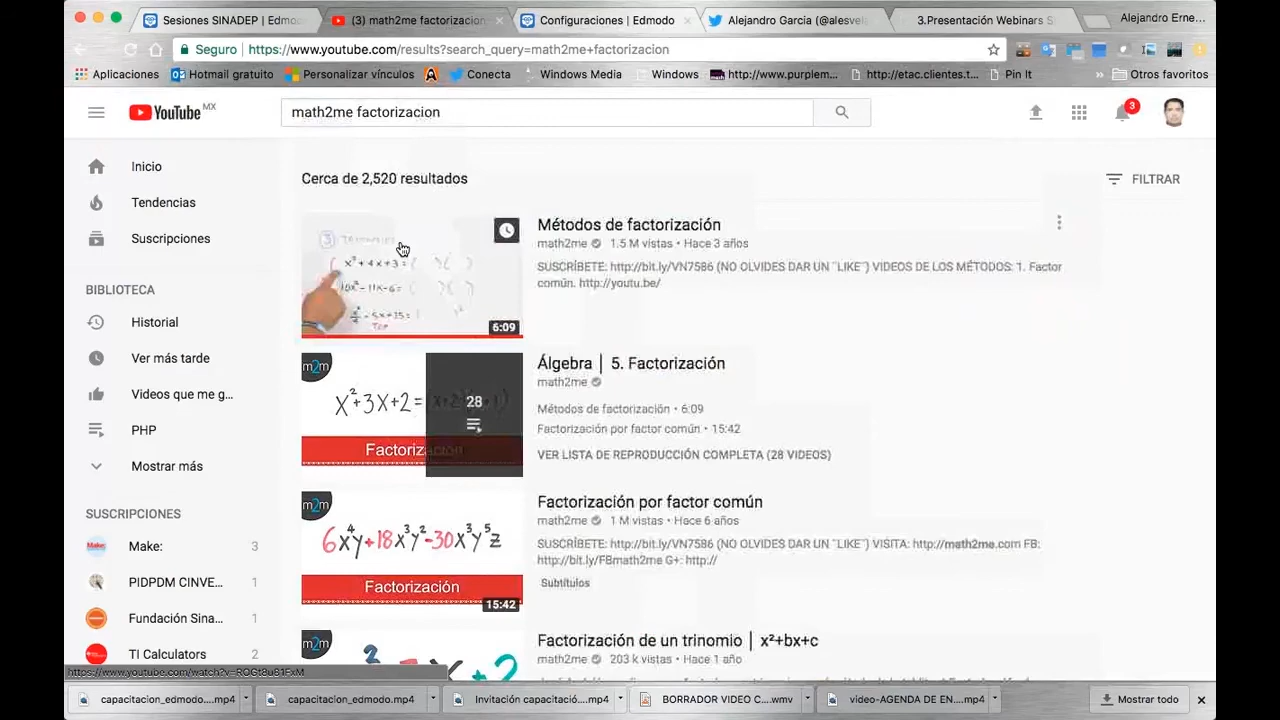 Sesiones SINADEP | Edmo
(3) math2me factorizacion
Configuraciones | Edmodo
Alejandro García (@alesve
3.Presentación Webinars S
Alejandro Erne...
Seguro
https://www.youtube.com/results?search_query=math2me+factorizacion
Aplicaciones
Hotmail gratuito
Personalizar vínculos
Conecta
Windows Media
Windows
http://www.purplem...
http://etac.clientes.t...
Pin It
»
Otros favoritos
YouTube MX
math2me factorizacion
3
Inicio
Tendencias
Suscripciones
BIBLIOTECA
Historial
Ver más tarde
Videos que me g...
PHP
Mostrar más
SUSCRIPCIONES
Make: 3
PIDPDM CINVE... 1
Fundación Sina... 1
TI Calculators 2
Cerca de 2,520 resultados
FILTRAR
x²+4x+3=( )( )
6:09
Métodos de factorización
math2me 1.5 M vistas • Hace 3 años
SUSCRÍBETE: http://bit.ly/VN7586 (NO OLVIDES DAR UN ¨LIKE¨) VIDEOS DE LOS MÉTODOS: 1. Factor
común. http://youtu.be/
m2m
x²+3x+2=
28
Factorización
Álgebra │ 5. Factorización
math2me
Métodos de factorización • 6:09
Factorización por factor común • 15:42
VER LISTA DE REPRODUCCIÓN COMPLETA (28 VIDEOS)
m2m
6x⁴y+18x³y²-30x³y⁵z
Factorización
15:42
Factorización por factor común
math2me 1 M vistas • Hace 6 años
SUSCRÍBETE: http://bit.ly/VN7586 (NO OLVIDES DAR UN ¨LIKE¨) VISITA: http://math2me.com FB:
http://bit.ly/FBmath2me G+: http://
Subtítulos
m2m
Factorización de un trinomio │ x²+bx+c
math2me 203 k vistas • Hace 1 año
capacitacion_edmodo....mp4
capacitacion_edmodo.mp4
Invitación capacitació....mp4
BORRADOR VIDEO C....wmv
video-AGENDA DE EN....mp4
Mostrar todo